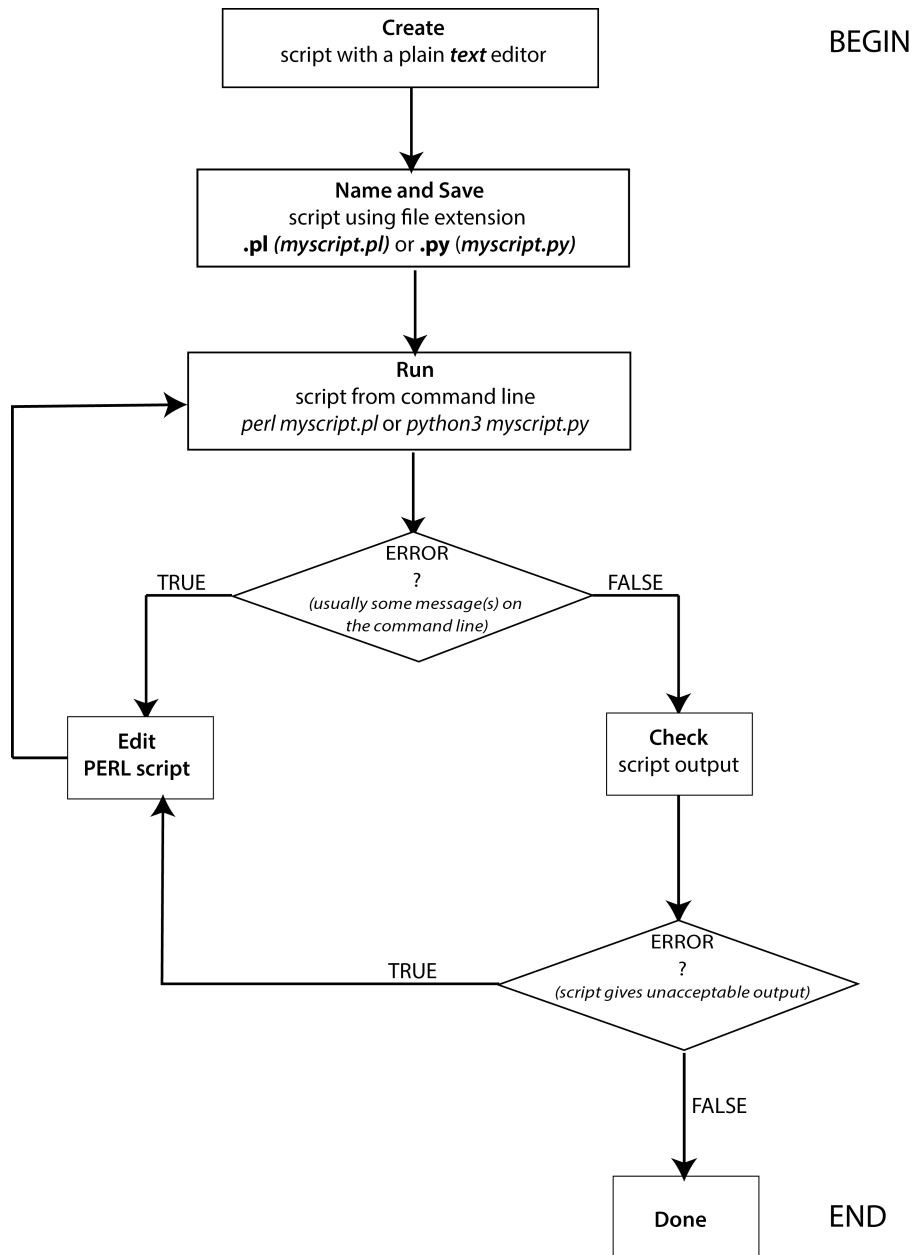 Create
script with a plain text editor
BEGIN
Name and Save
script using file extension
.pl (myscript.pl) or .py (myscript.py)
Run
script from command line
perl myscript.pl or python3 myscript.py
ERROR
?
(usually some message(s) on
the command line)
TRUE
FALSE
Edit
PERL script
Check
script output
ERROR
?
(script gives unacceptable output)
TRUE
FALSE
Done
END